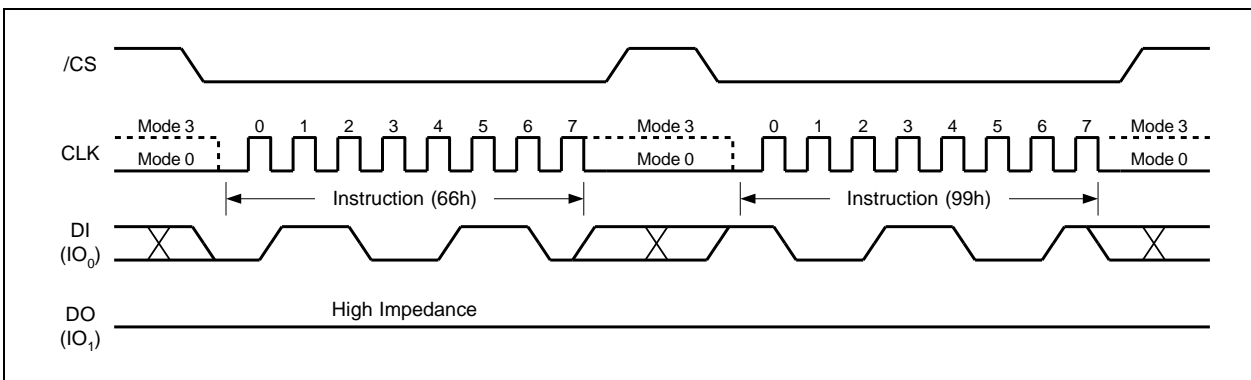 /CS
Mode 3 0 1 2 3 4 5 6 7 Mode 3 0 1 2 3 4 5 6 7 Mode 3
CLK
Mode 0 Mode 0 Mode 0
Instruction (66h) Instruction (99h)
DI
(IO₀)
High Impedance
DO
(IO₁)